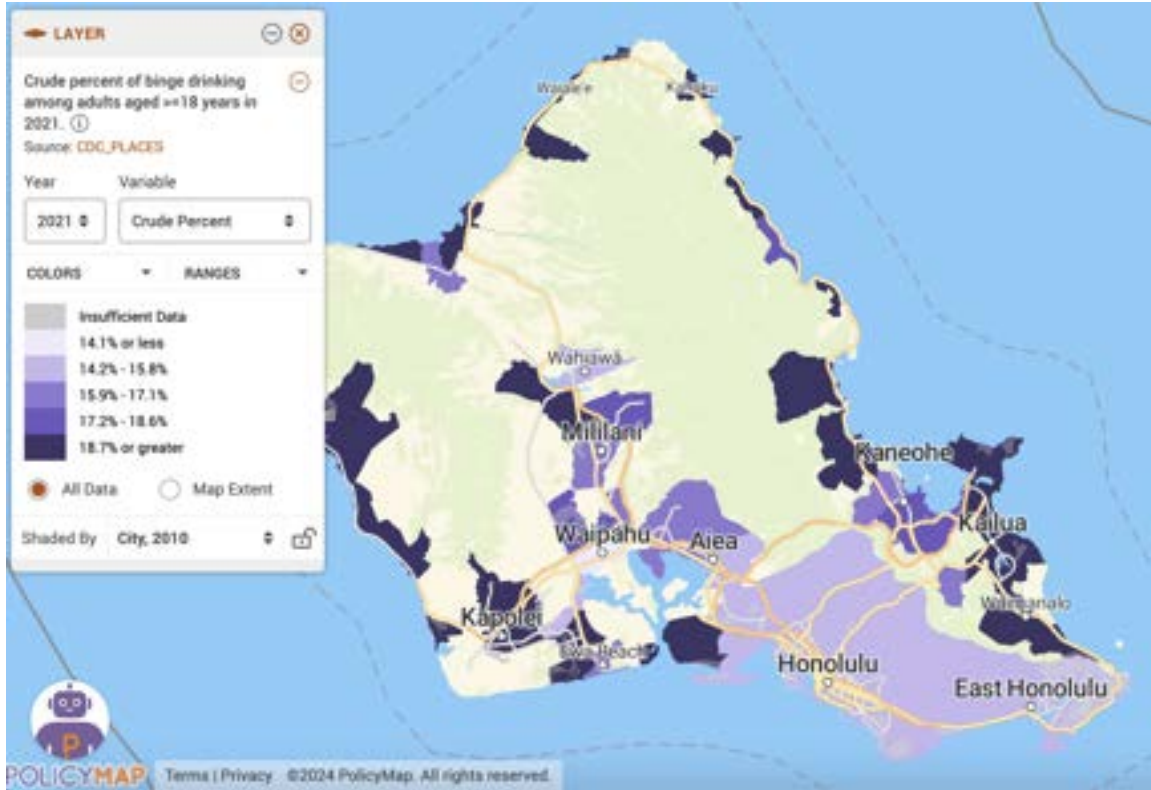 LAYER
Crude percent of binge drinking
among adults aged >=18 years in
2021.
Source: CDC_PLACES
Year Variable
2021 Crude Percent
COLORS RANGES
Insufficient Data
14.1% or less
14.2% - 15.8%
15.9% - 17.1%
17.2% - 18.6%
18.7% or greater
All Data Map Extent
Shaded By City, 2010
Kahuku
Wahiawā
Mililani
Kaneohe
Kailua
Waipahu
Aiea
Waimanalo
Kapolei
Ewa Beach
Honolulu
East Honolulu
P
POLICYMAP
Terms | Privacy ©2024 PolicyMap. All rights reserved.